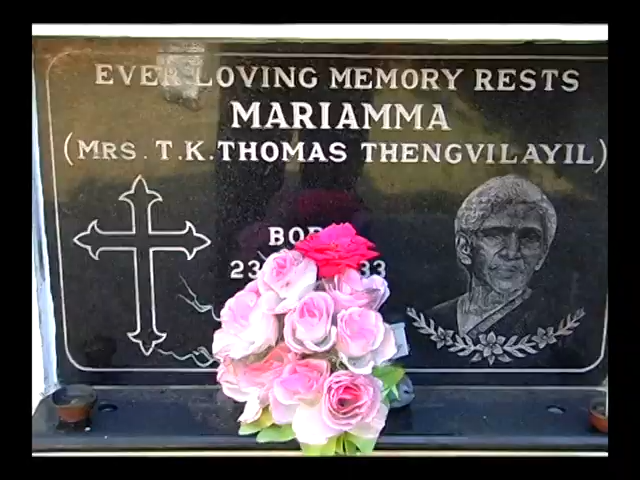 EVER LOVING MEMORY RESTS
MARIAMMA
(MRS. T.K. THOMAS THENGVILAYIL)